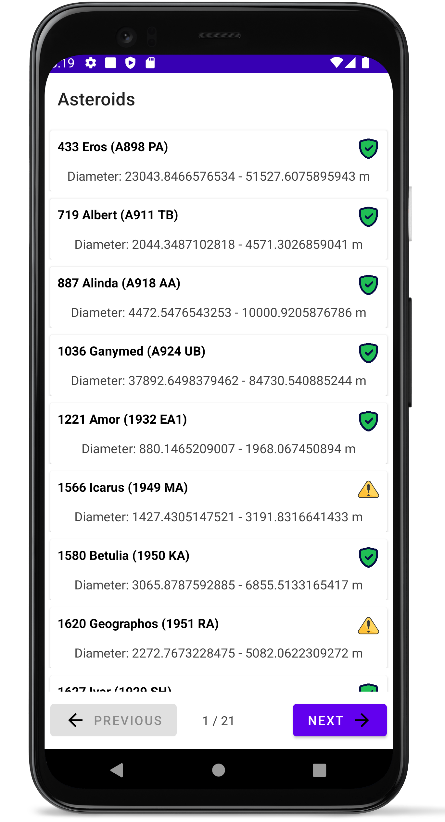 :19
Asteroids
433 Eros (A898 PA)
Diameter: 23043.8466576534 - 51527.6075895943 m
719 Albert (A911 TB)
Diameter: 2044.3487102818 - 4571.3026859041 m
887 Alinda (A918 AA)
Diameter: 4472.5476543253 - 10000.9205876786 m
1036 Ganymed (A924 UB)
Diameter: 37892.6498379462 - 84730.540885244 m
1221 Amor (1932 EA1)
Diameter: 880.1465209007 - 1968.067450894 m
1566 Icarus (1949 MA)
Diameter: 1427.4305147521 - 3191.8316641433 m
1580 Betulia (1950 KA)
Diameter: 3065.8787592885 - 6855.5133165417 m
1620 Geographos (1951 RA)
Diameter: 2272.7673228475 - 5082.0622309272 m
1627 Ivar (1929 SH)
PREVIOUS 1 / 21 NEXT